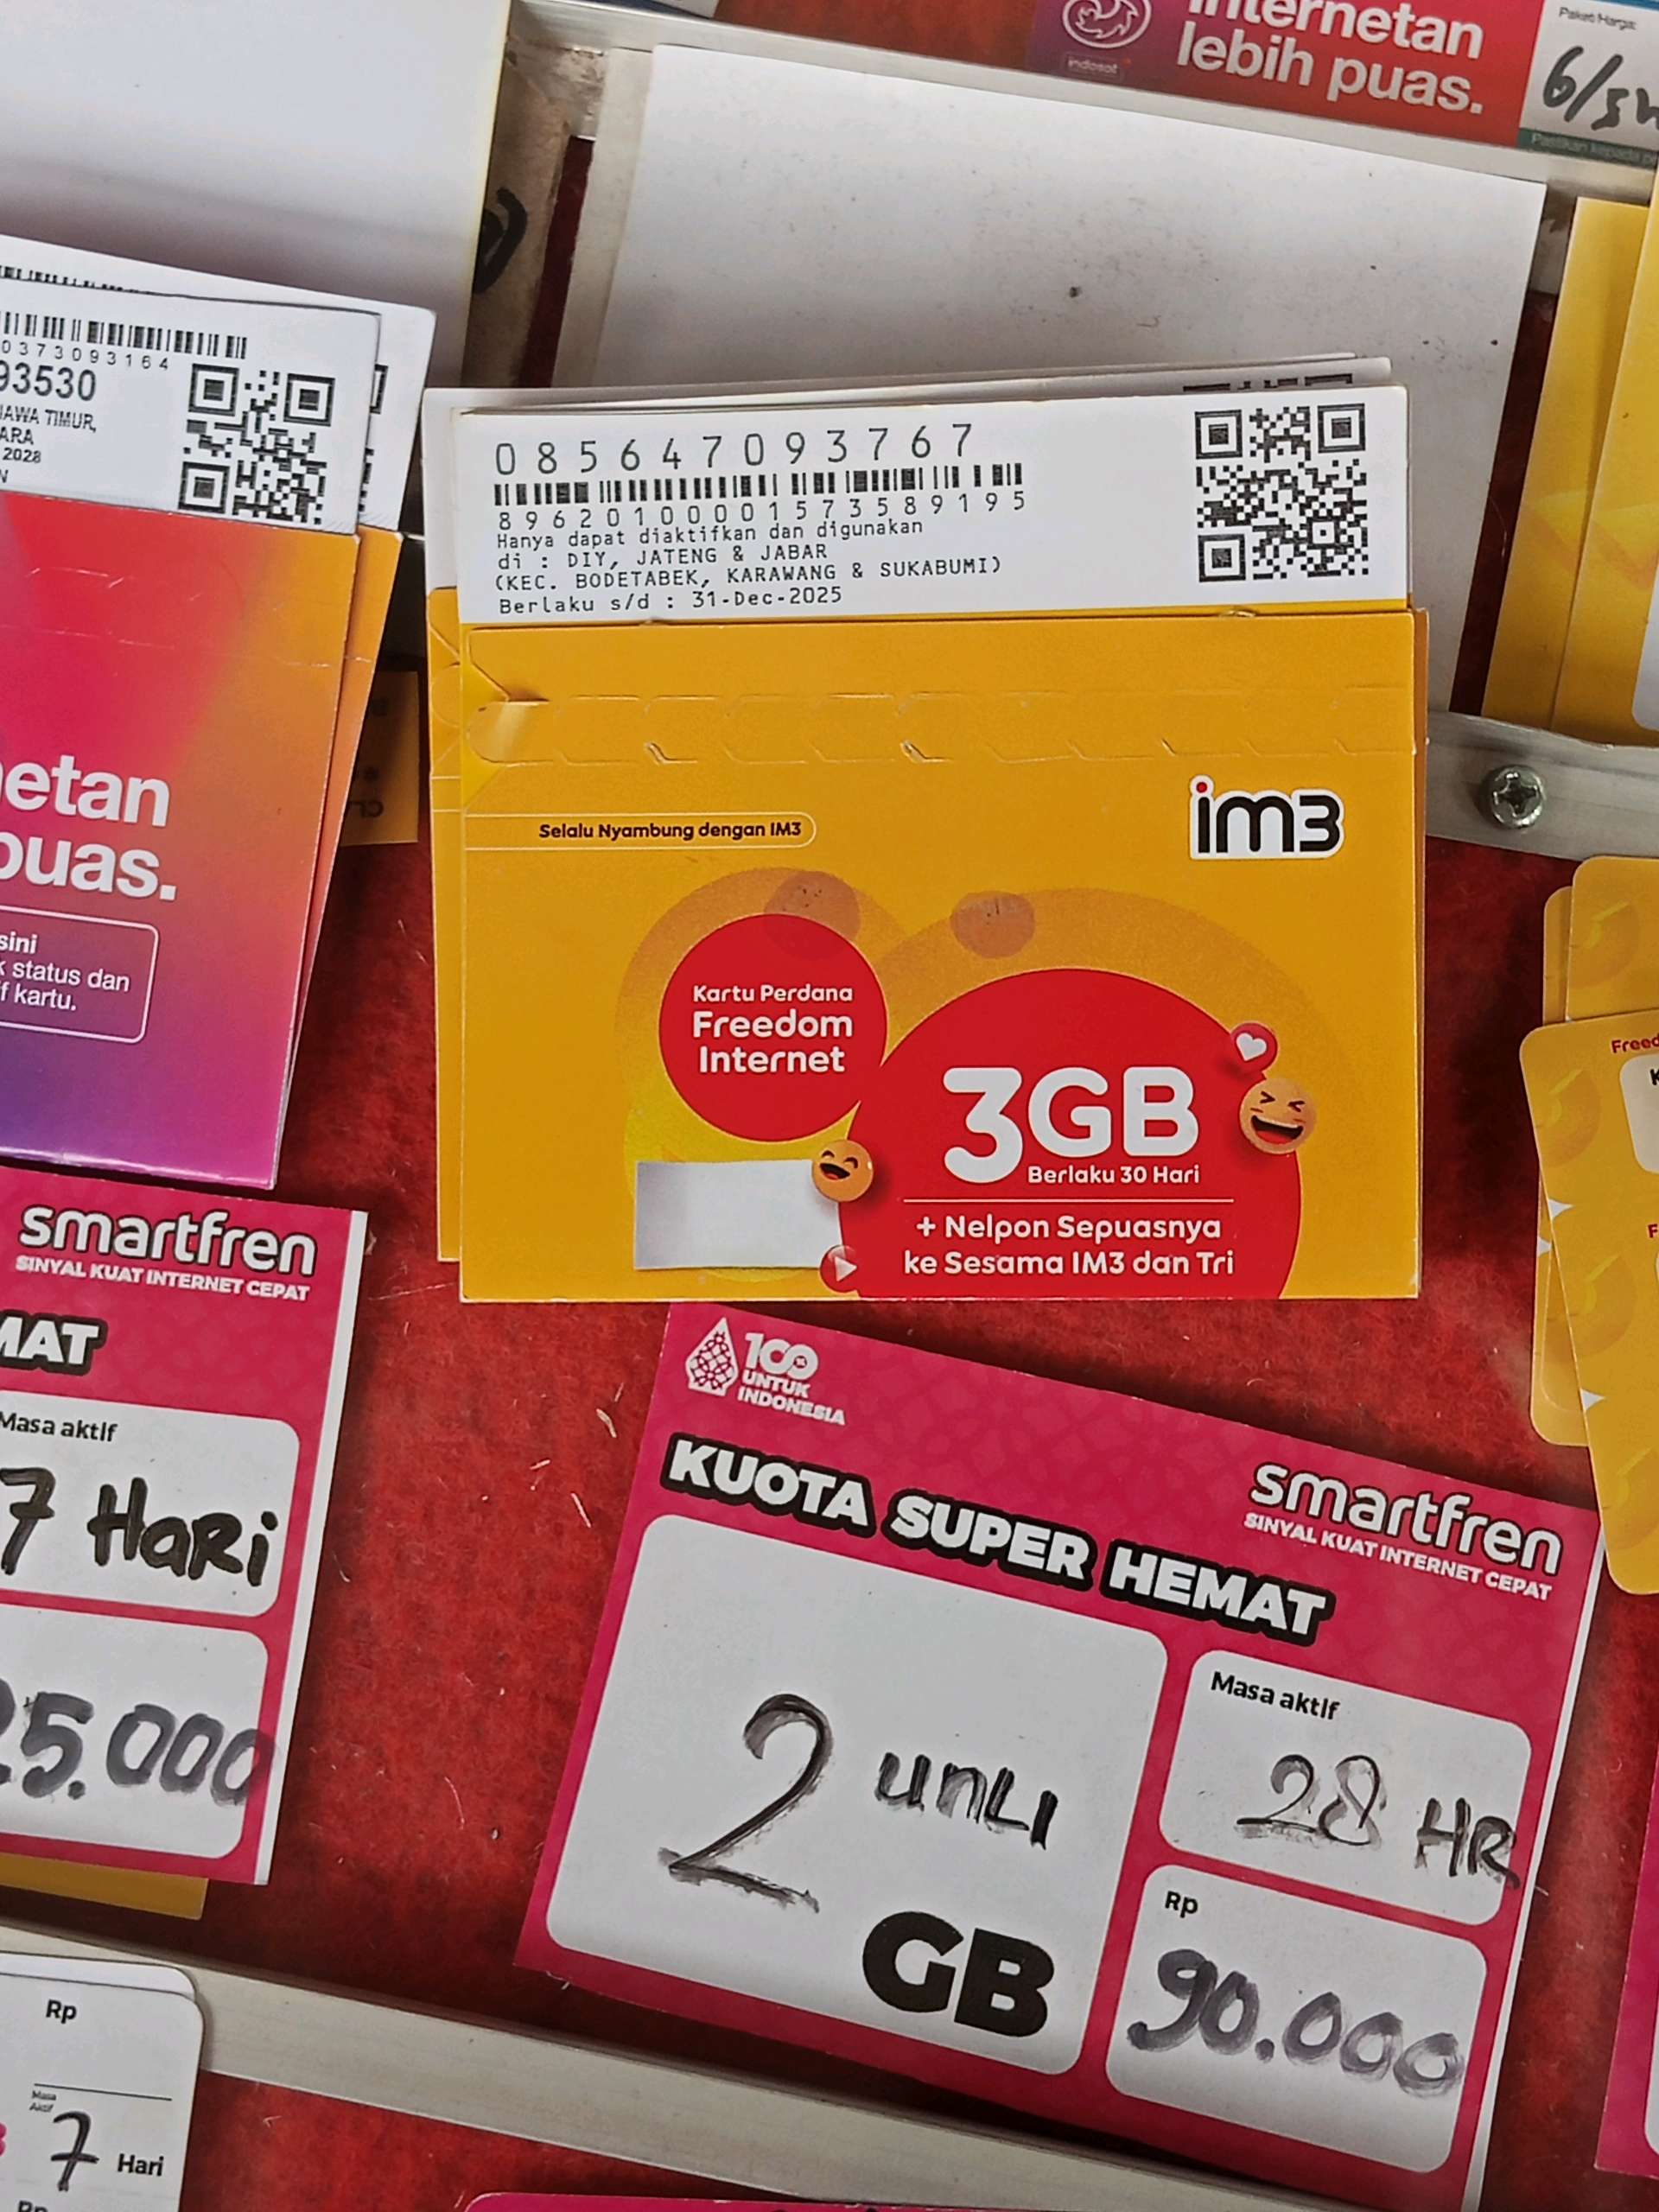 internetan
lebih puas.
indosat
Paket Harga:
0373093164
93530
JAWA TIMUR,
ARA
2028
N
085647093767
89620100001573589195
Hanya dapat diaktifkan dan digunakan
di : DIY, JATENG & JABAR
(KEC. BODETABEK, KARAWANG & SUKABUMI)
Berlaku s/d : 31-Dec-2025
Selalu Nyambung dengan IM3
im3
Kartu Perdana
Freedom
Internet
3GB
Berlaku 30 Hari
+ Nelpon Sepuasnya
ke Sesama IM3 dan Tri
etan
puas.
sini
k status dan
f kartu.
smartfren
SINYAL KUAT INTERNET CEPAT
MAT
Masa aktif
7 HaRi
25.000
100
UNTUK
INDONESIA
KUOTA SUPER HEMAT
smartfren
SINYAL KUAT INTERNET CEPAT
2 UNLI
GB
Masa aktif
28 HR
Rp
90.000
Rp
Masa
Aktif
7 Hari